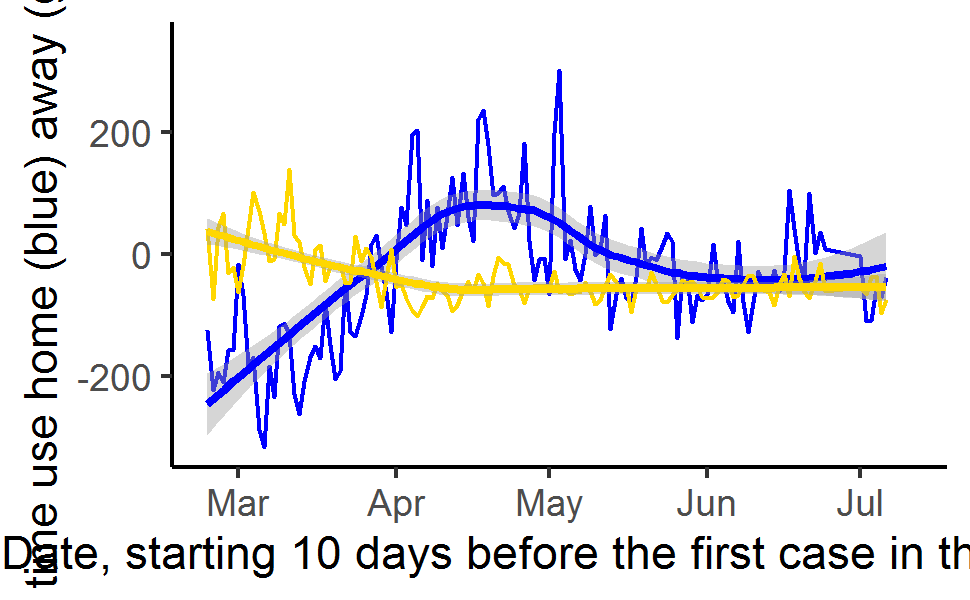 time use home (blue) away (
200
0
-200
Mar Apr May Jun Jul
Date, starting 10 days before the first case in th